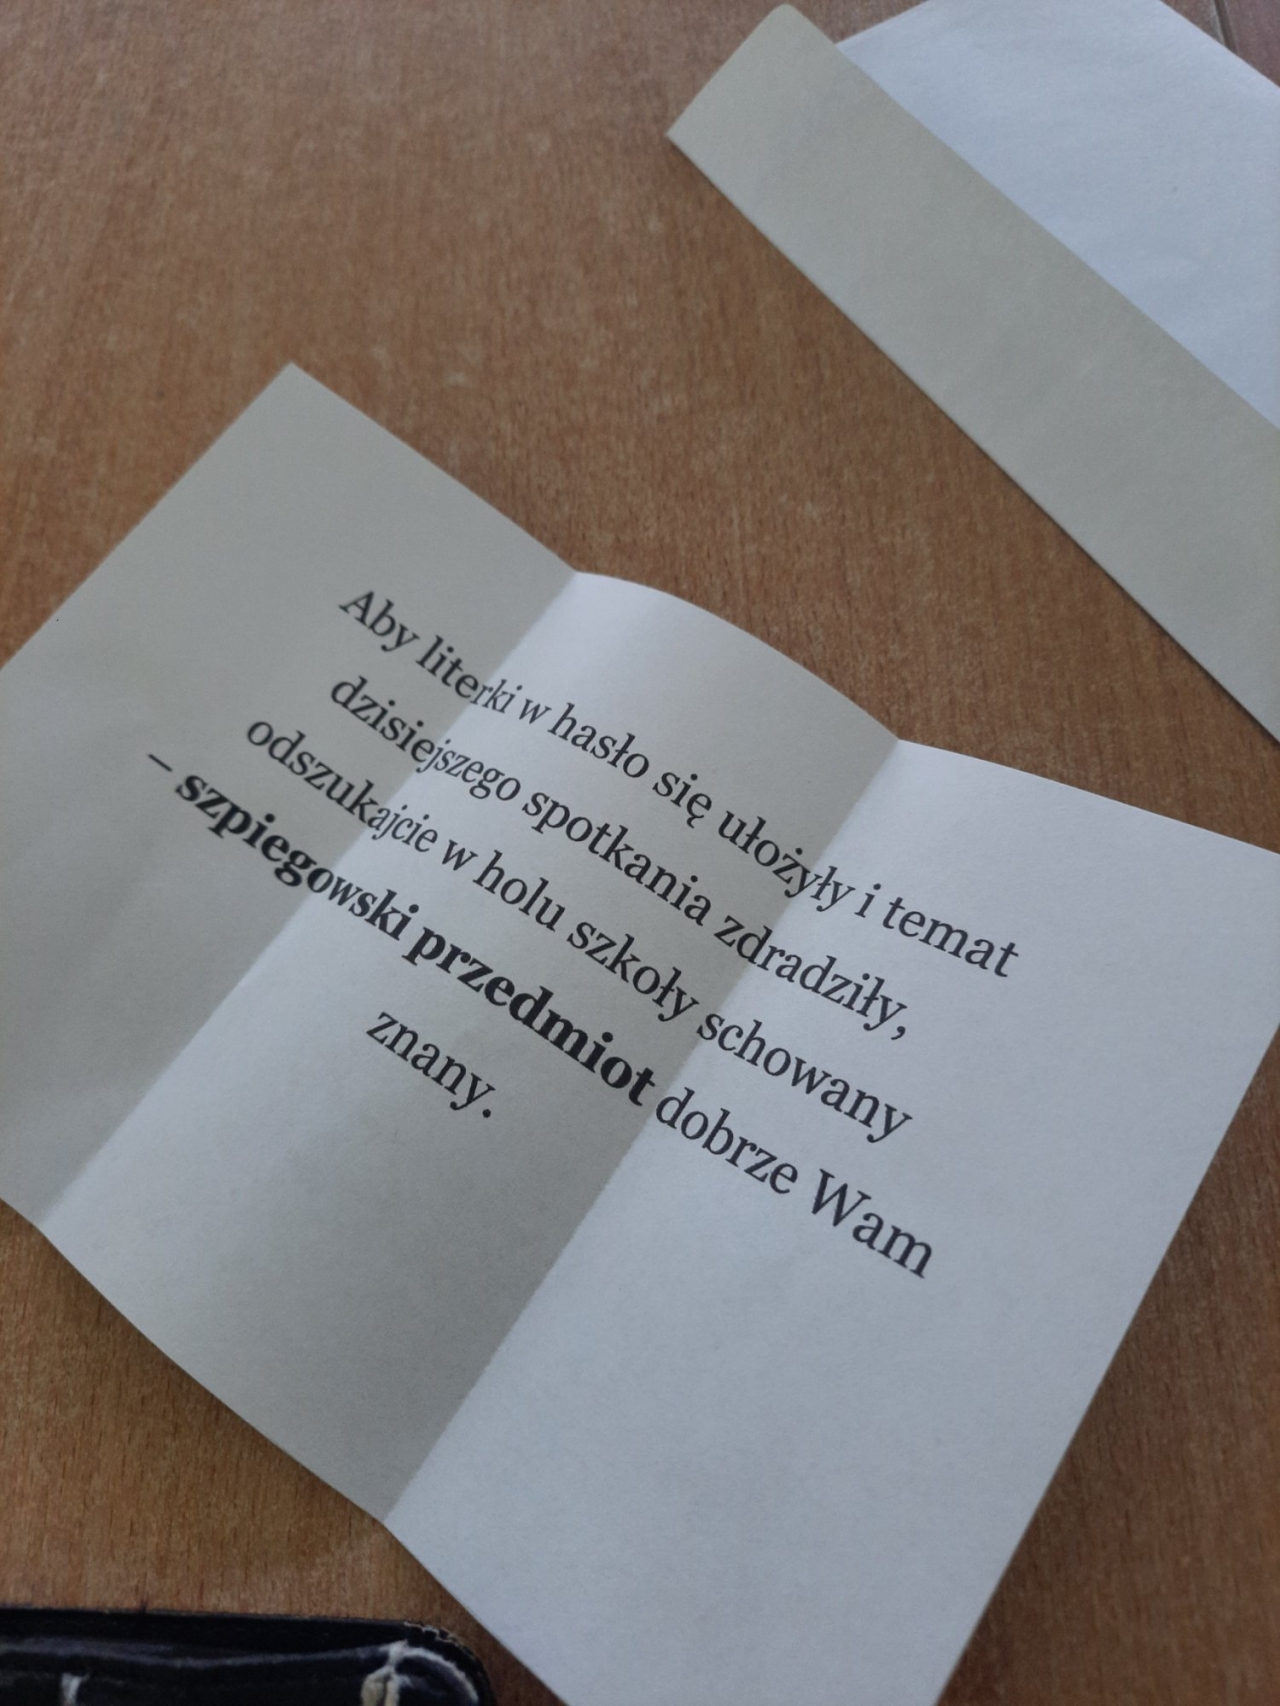 Aby literki w hasło się ułożyły i temat
dzisiejszego spotkania zdradziły,
odszukajcie w holu szkoły schowany
– szpiegowski przedmiot dobrze Wam
znany.